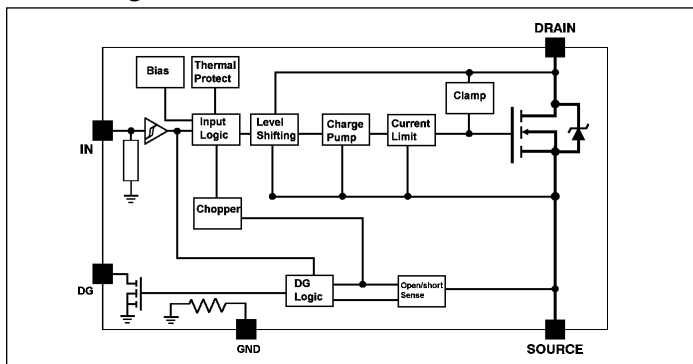 DRAIN
Bias
Thermal
Protect
Clamp
Input
Logic
Level
Shifting
Charge
Pump
Current
Limit
IN
Chopper
DG
DG
Logic
Open/short
Sense
GND
SOURCE